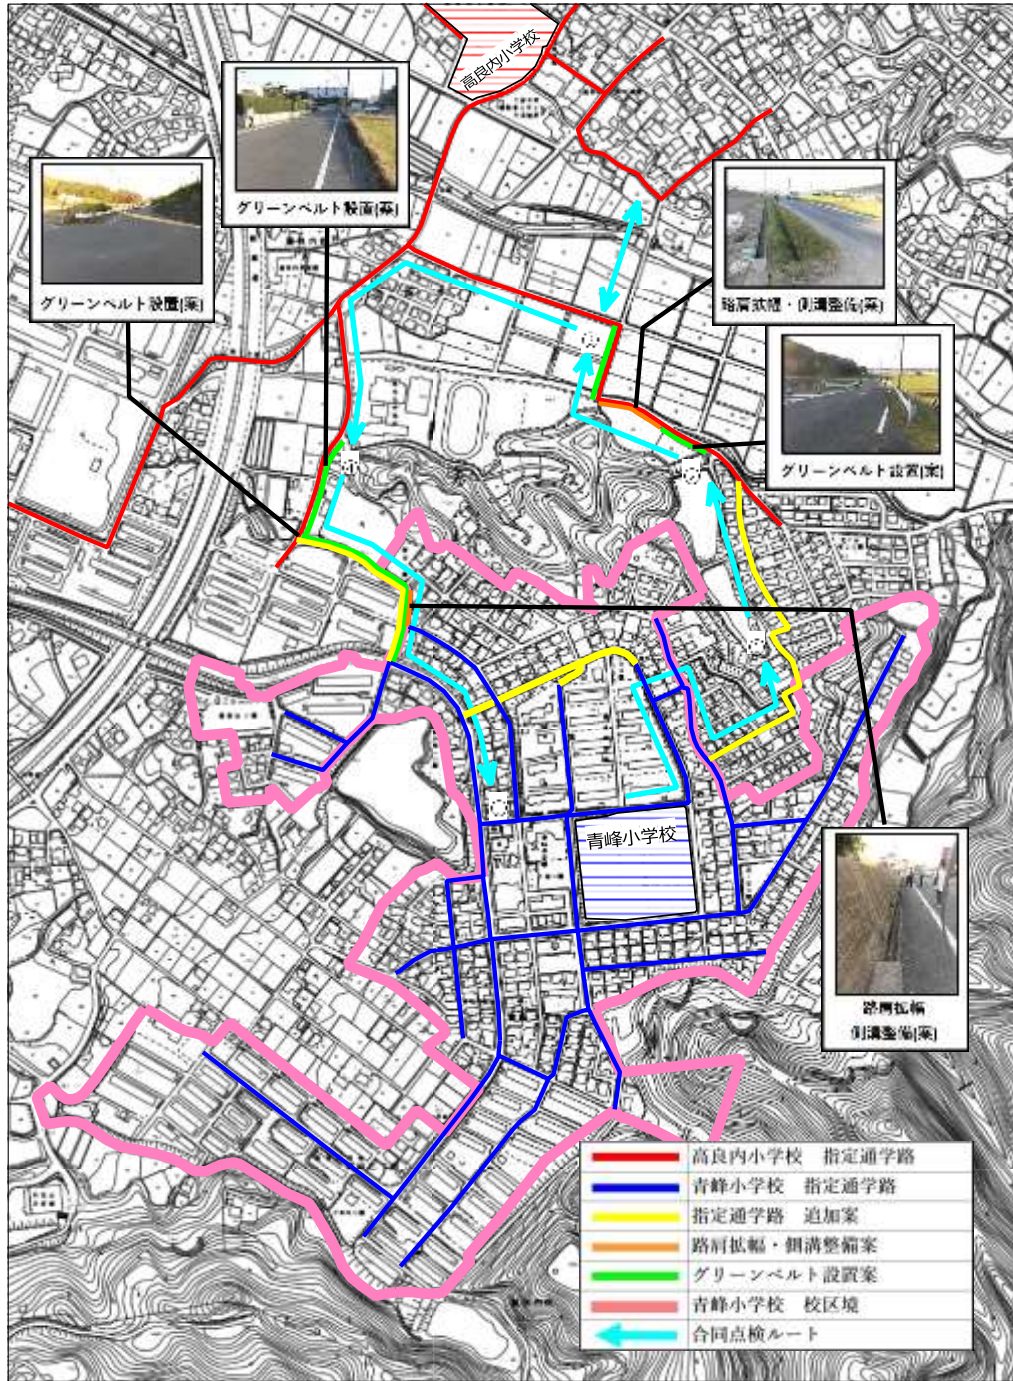 高良内小学校
グリーンベルト設置(案)
グリーンベルト設置(案)
路肩拡幅・側溝整備(案)
グリーンベルト設置(案)
青峰小学校
路肩拡幅
側溝整備(案)
高良内小学校 指定通学路
青峰小学校 指定通学路
指定通学路 追加案
路肩拡幅・側溝整備案
グリーンベルト設置案
青峰小学校 校区境
合同点検ルート